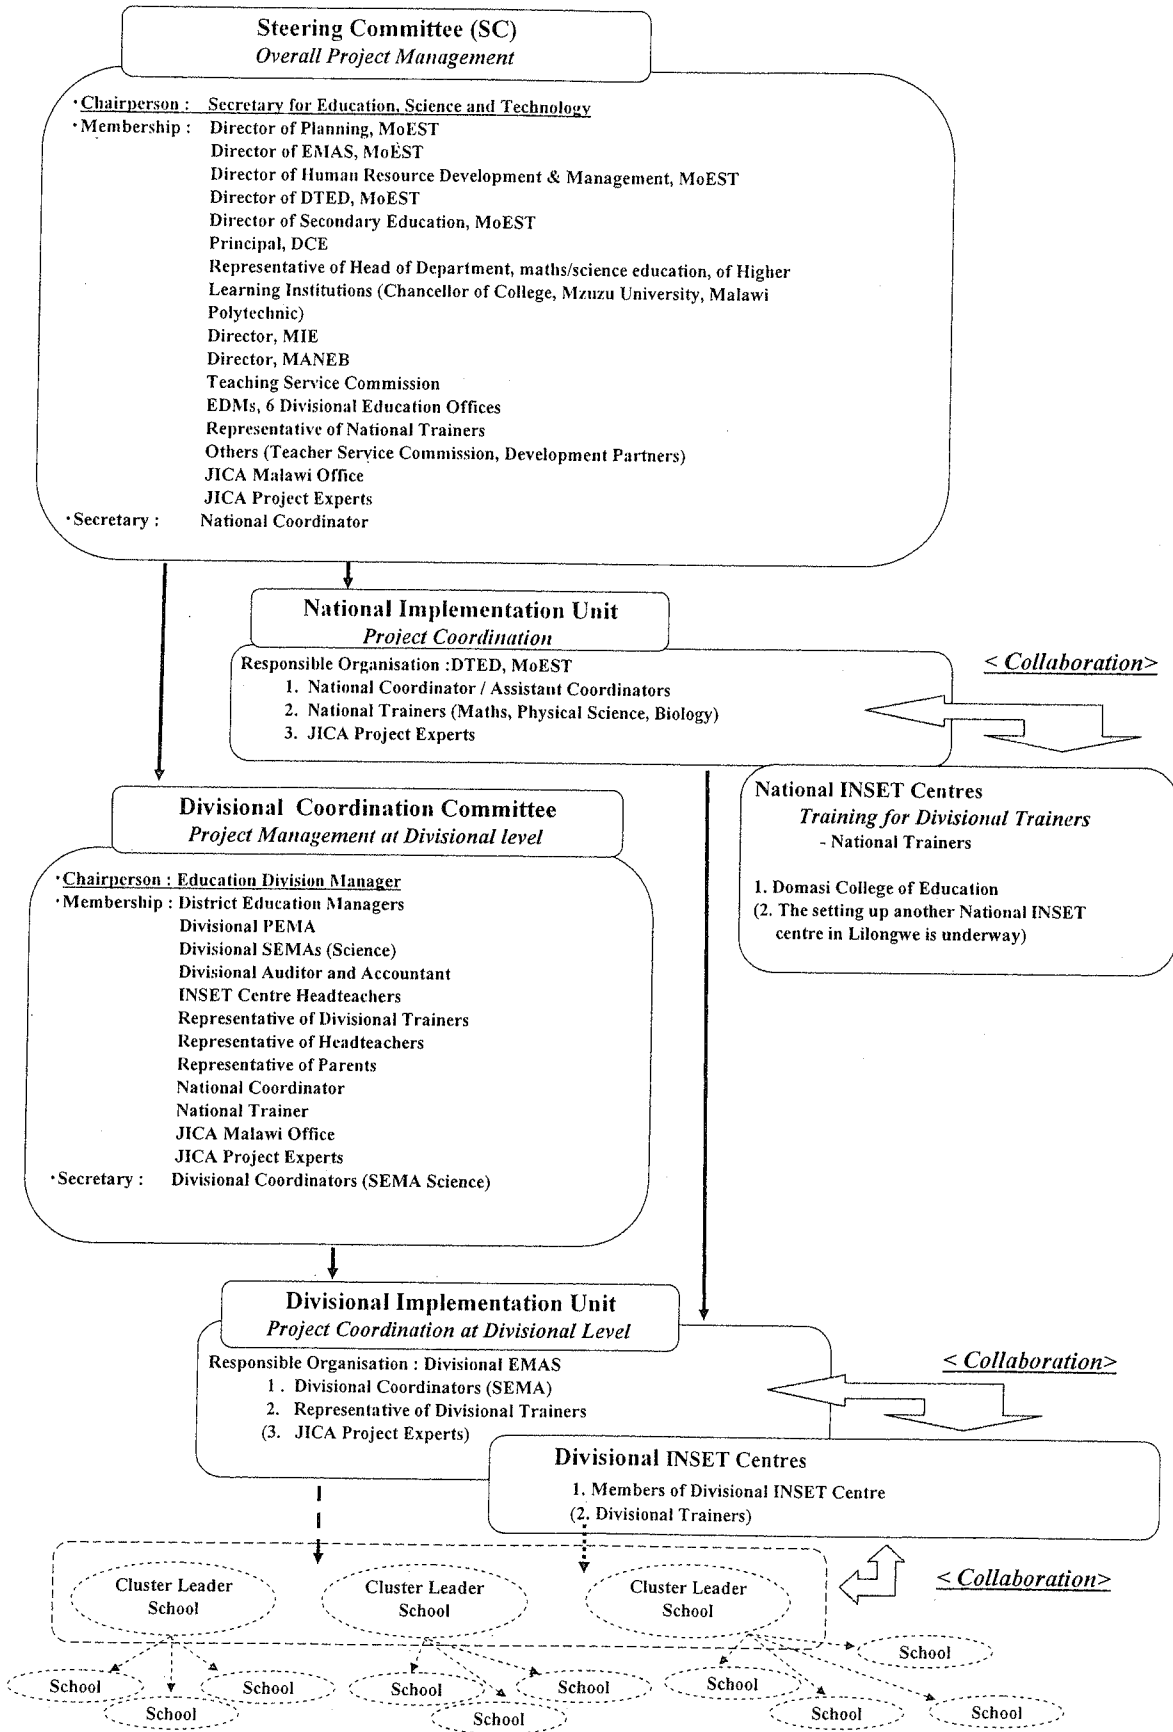 Steering Committee (SC)
Overall Project Management
・Chairperson : Secretary for Education, Science and Technology
・Membership : Director of Planning, MoEST
Director of EMAS, MoEST
Director of Human Resource Development & Management, MoEST
Director of DTED, MoEST
Director of Secondary Education, MoEST
Principal, DCE
Representative of Head of Department, maths/science education, of Higher
Learning Institutions (Chancellor of College, Mzuzu University, Malawi
Polytechnic)
Director, MIE
Director, MANEB
Teaching Service Commission
EDMs, 6 Divisional Education Offices
Representative of National Trainers
Others (Teacher Service Commission, Development Partners)
JICA Malawi Office
JICA Project Experts
・Secretary : National Coordinator
National Implementation Unit
Project Coordination
Responsible Organisation :DTED, MoEST
1. National Coordinator / Assistant Coordinators
2. National Trainers (Maths, Physical Science, Biology)
3. JICA Project Experts
< Collaboration>
National INSET Centres
Training for Divisional Trainers
- National Trainers
1. Domasi College of Education
(2. The setting up another National INSET
centre in Lilongwe is underway)
Divisional Coordination Committee
Project Management at Divisional level
・Chairperson : Education Division Manager
・Membership : District Education Managers
Divisional PEMA
Divisional SEMAs (Science)
Divisional Auditor and Accountant
INSET Centre Headteachers
Representative of Divisional Trainers
Representative of Headteachers
Representative of Parents
National Coordinator
National Trainer
JICA Malawi Office
JICA Project Experts
・Secretary : Divisional Coordinators (SEMA Science)
Divisional Implementation Unit
Project Coordination at Divisional Level
Responsible Organisation : Divisional EMAS
1 . Divisional Coordinators (SEMA)
2. Representative of Divisional Trainers
(3. JICA Project Experts)
< Collaboration>
Divisional INSET Centres
1. Members of Divisional INSET Centre
(2. Divisional Trainers)
< Collaboration>
Cluster Leader
School
Cluster Leader
School
Cluster Leader
School
School
School
School
School
School
School
School
School
School
School